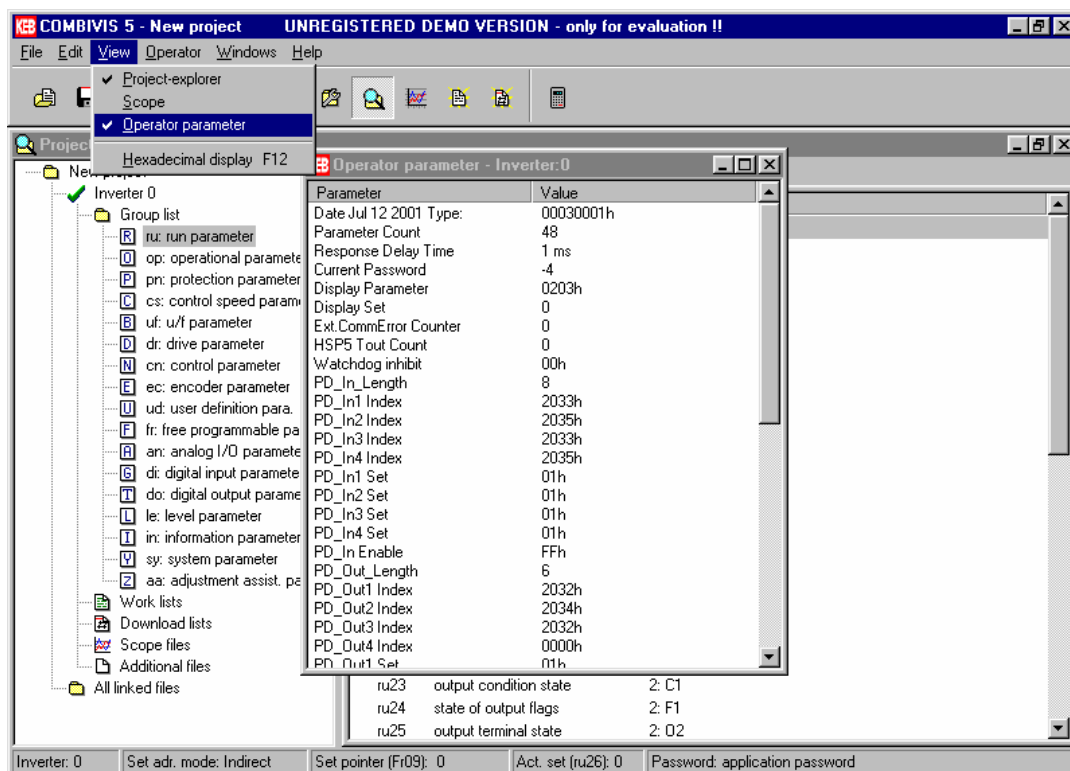 KEB COMBIVIS 5 - New project UNREGISTERED DEMO VERSION - only for evaluation !!
File Edit View Operator Windows Help
Project-explorer
Scope
Operator parameter
Hexadecimal display F12
Projec
New project
Inverter 0
Group list
R ru: run parameter
O op: operational paramete
P pn: protection parameter
C cs: control speed param
B uf: u/f parameter
D dr: drive parameter
N cn: control parameter
E ec: encoder parameter
U ud: user definition para.
F fr: free programmable pa
A an: analog I/O paramete
G di: digital input paramete
T do: digital output parame
L le: level parameter
I in: information parameter
Y sy: system parameter
Z aa: adjustment assist. pa
Work lists
Download lists
Scope files
Additional files
All linked files
Operator parameter - Inverter:0
Parameter Value
Date Jul 12 2001 Type: 00030001h
Parameter Count 48
Response Delay Time 1 ms
Current Password -4
Display Parameter 0203h
Display Set 0
Ext.CommError Counter 0
HSP5 Tout Count 0
Watchdog inhibit 00h
PD_In_Length 8
PD_In1 Index 2033h
PD_In2 Index 2035h
PD_In3 Index 2033h
PD_In4 Index 2035h
PD_In1 Set 01h
PD_In2 Set 01h
PD_In3 Set 01h
PD_In4 Set 01h
PD_In Enable FFh
PD_Out_Length 6
PD_Out1 Index 2032h
PD_Out2 Index 2034h
PD_Out3 Index 2032h
PD_Out4 Index 0000h
PD_Out1 Set 01h
ru23 output condition state 2: C1
ru24 state of output flags 2: F1
ru25 output terminal state 2: O2
Inverter: 0 Set adr. mode: Indirect Set pointer (Fr09): 0 Act. set (ru26): 0 Password: application password